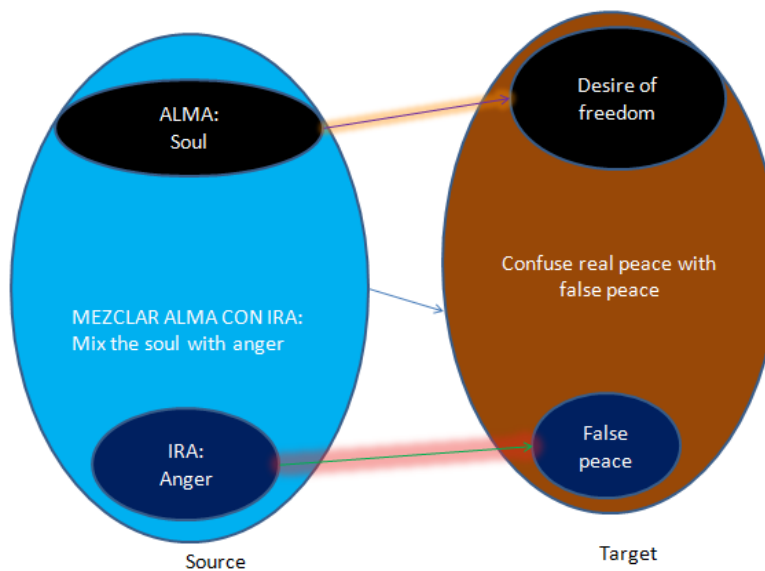 ALMA:
Soul
Desire of
freedom
Confuse real peace with
false peace
MEZCLAR ALMA CON IRA:
Mix the soul with anger
IRA:
Anger
False
peace
Source
Target